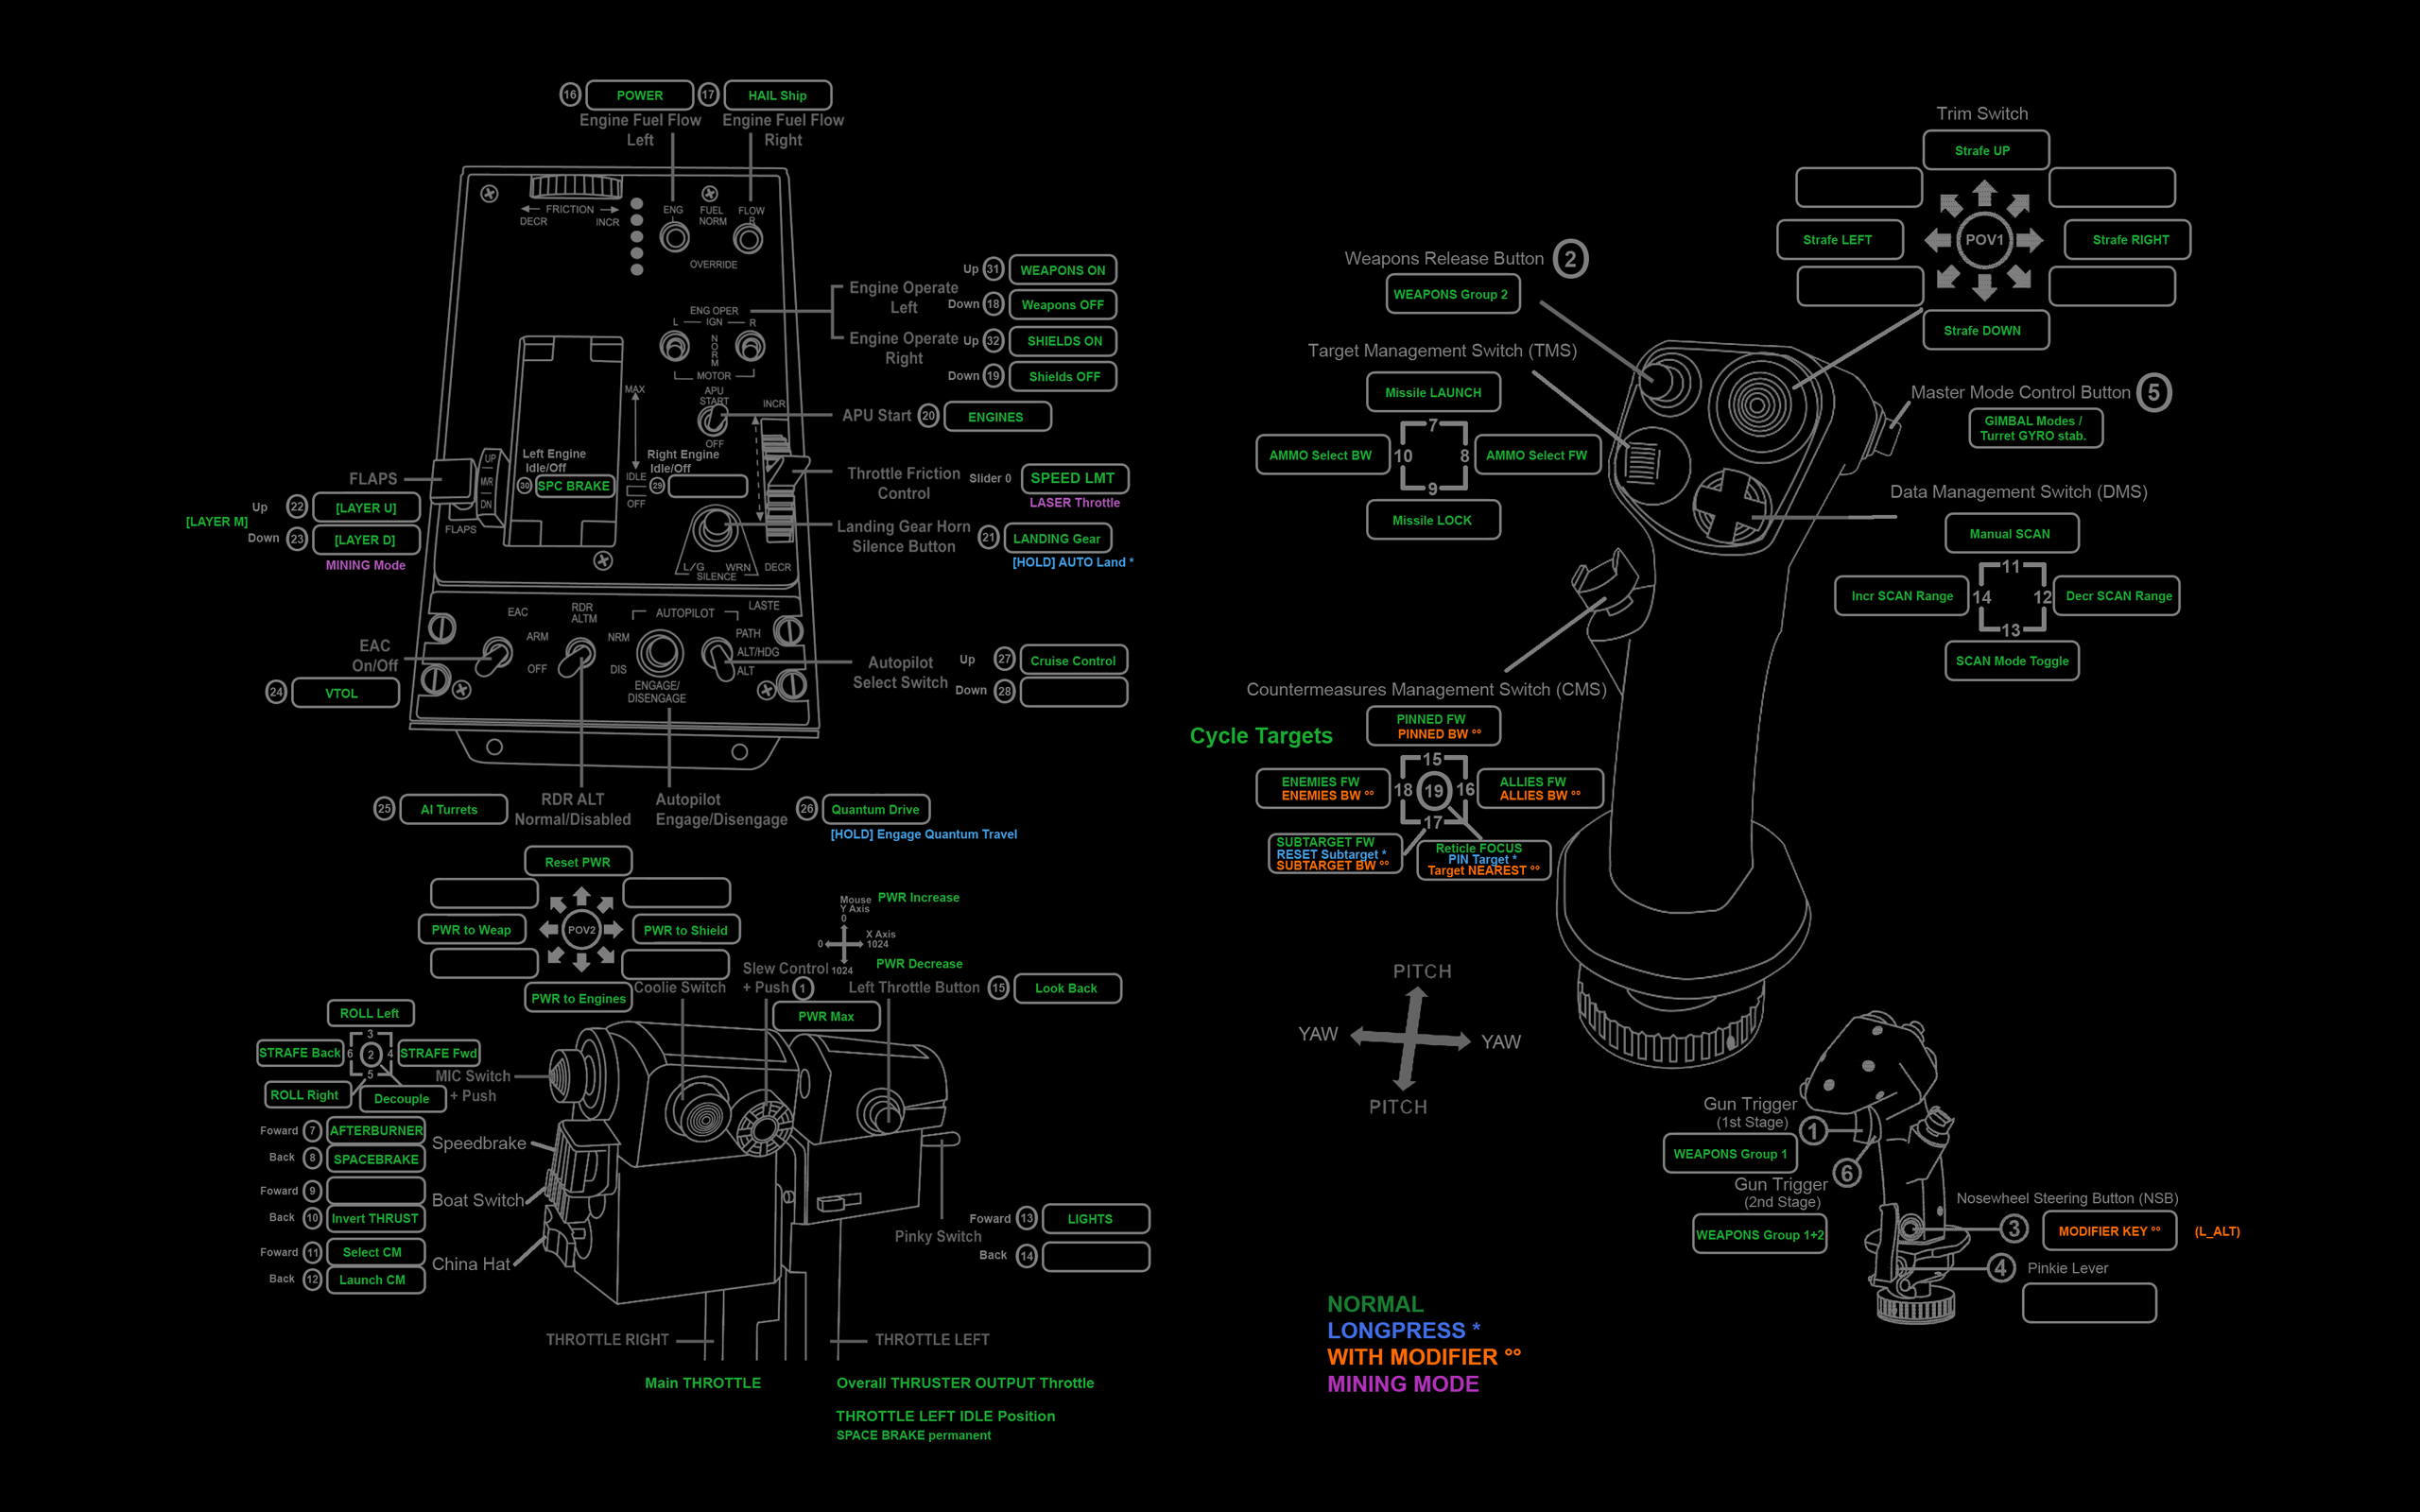 16 POWER 17 HAIL Ship
Engine Fuel Flow
Left
Engine Fuel Flow
Right
FRICTION
DECR INCR
ENG
L
FUEL
NORM
FLOW
R
OVERRIDE
ENG OPER
L IGN R
NORM
MOTOR
APU
START
OFF
INCR
MAX
IDLE
OFF
Left Engine
Idle/Off
30 SPC BRAKE
Right Engine
Idle/Off
29
UP
MVR
DN
FLAPS
L/G WRN
SILENCE
DECR
Engine Operate
Left
Up 31 WEAPONS ON
Down 18 Weapons OFF
Engine Operate
Right
Up 32 SHIELDS ON
Down 19 Shields OFF
APU Start 20 ENGINES
Throttle Friction
Control
Slider 0 SPEED LMT
LASER Throttle
Landing Gear Horn
Silence Button
21 LANDING Gear
[HOLD] AUTO Land *
FLAPS
[LAYER M]
Up 22 [LAYER U]
Down 23 [LAYER D]
MINING Mode
EAC
ARM
OFF
RDR
ALTM
NRM
DIS
AUTOPILOT
ENGAGE/
DISENGAGE
LASTE
PATH
ALT/HDG
ALT
EAC
On/Off
24 VTOL
Autopilot
Select Switch
Up 27 Cruise Control
Down 28
25 AI Turrets
RDR ALT
Normal/Disabled
Autopilot
Engage/Disengage
26 Quantum Drive
[HOLD] Engage Quantum Travel
Reset PWR
PWR to Weap POV2 PWR to Shield
PWR to Engines
Coolie Switch
Mouse
Y Axis
0
PWR Increase
X Axis
0 1024
1024
PWR Decrease
Slew Control
+ Push 1
PWR Max
Left Throttle Button 15 Look Back
ROLL Left
3
STRAFE Back 6 2 4 STRAFE Fwd
5
ROLL Right
Decouple
MIC Switch
+ Push
Foward 7 AFTERBURNER
Back 8 SPACEBRAKE
Speedbrake
Foward 9
Back 10 Invert THRUST
Boat Switch
Foward 11 Select CM
Back 12 Launch CM
China Hat
Pinky Switch
Foward 13 LIGHTS
Back 14
THROTTLE RIGHT
THROTTLE LEFT
Main THROTTLE
Overall THRUSTER OUTPUT Throttle
THROTTLE LEFT IDLE Position
SPACE BRAKE permanent
Trim Switch
Strafe UP
Strafe LEFT POV1 Strafe RIGHT
Strafe DOWN
Weapons Release Button 2
WEAPONS Group 2
Target Management Switch (TMS)
Missile LAUNCH
7
AMMO Select BW 10 8 AMMO Select FW
9
Missile LOCK
Master Mode Control Button 5
GIMBAL Modes /
Turret GYRO stab.
Data Management Switch (DMS)
Manual SCAN
11
Incr SCAN Range 14 12 Decr SCAN Range
13
SCAN Mode Toggle
Countermeasures Management Switch (CMS)
Cycle Targets
PINNED FW
PINNED BW °°
15
ENEMIES FW
ENEMIES BW °°
18 19 16
ALLIES FW
ALLIES BW °°
17
SUBTARGET FW
RESET Subtarget *
SUBTARGET BW °°
Reticle FOCUS
PIN Target *
Target NEAREST °°
PITCH
YAW YAW
PITCH
Gun Trigger
(1st Stage)
1
WEAPONS Group 1
6
Gun Trigger
(2nd Stage)
WEAPONS Group 1+2
Nosewheel Steering Button (NSB)
3 MODIFIER KEY °° (L_ALT)
4 Pinkie Lever
NORMAL
LONGPRESS *
WITH MODIFIER °°
MINING MODE